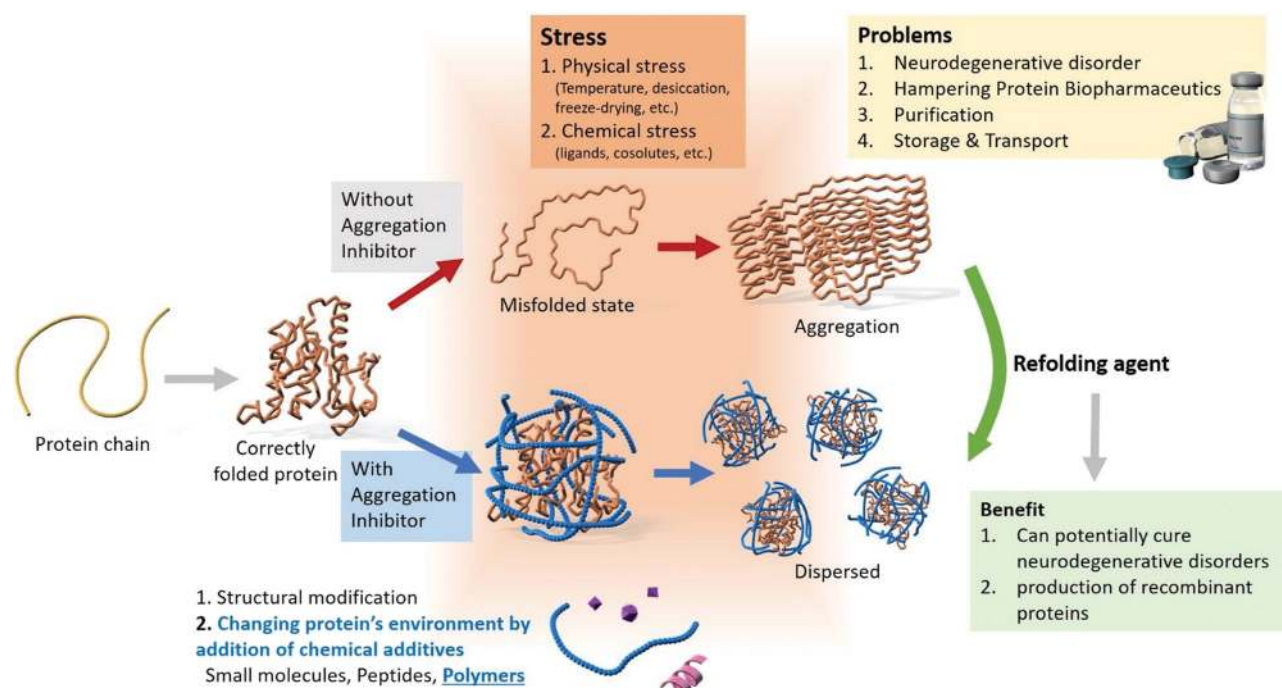 Stress
1. Physical stress
(Temperature, desiccation,
freeze-drying, etc.)
2. Chemical stress
(ligands, cosolutes, etc.)
Problems
1. Neurodegenerative disorder
2. Hampering Protein Biopharmaceutics
3. Purification
4. Storage & Transport
Without
Aggregation
Inhibitor
Misfolded state
Aggregation
Refolding agent
Protein chain
Correctly
folded protein
With
Aggregation
Inhibitor
Dispersed
Benefit
1. Can potentially cure
neurodegenerative disorders
2. production of recombinant
proteins
1. Structural modification
2. Changing protein's environment by
addition of chemical additives
Small molecules, Peptides, Polymers